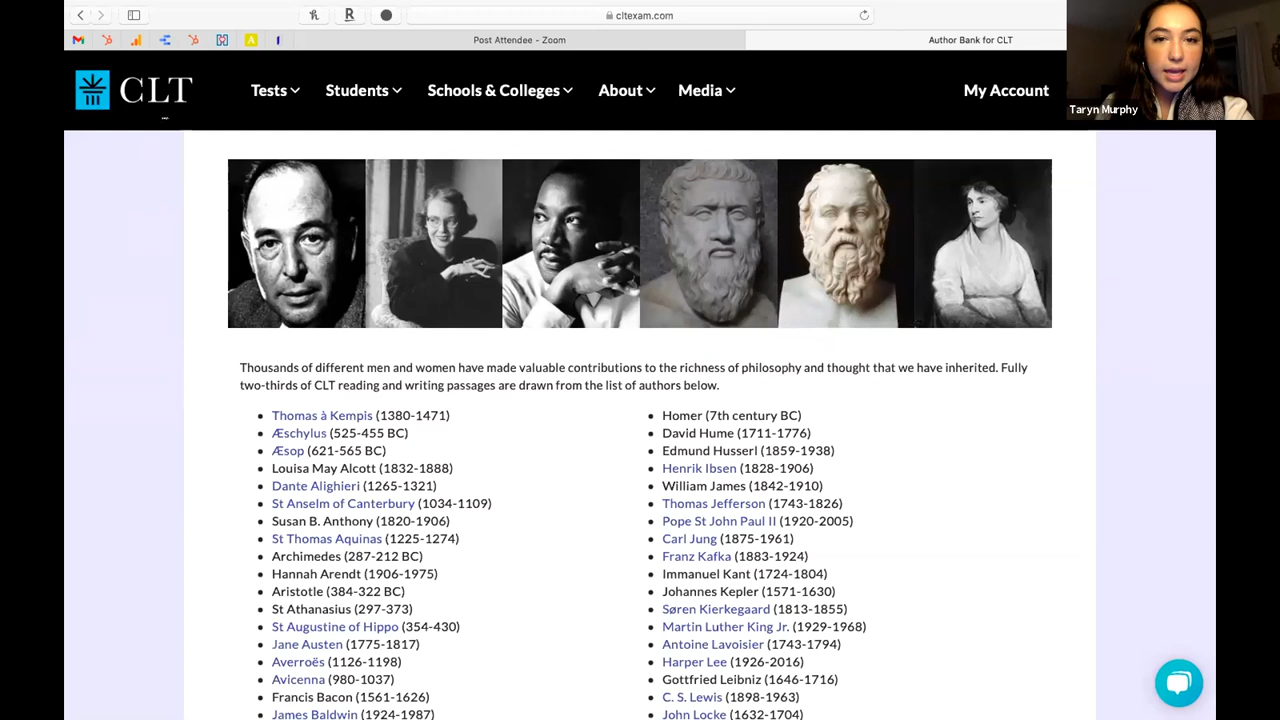 cltexam.com
Post Attendee - Zoom
Author Bank for CLT
CLT
Tests
Students
Schools & Colleges
About
Media
My Account
Taryn Murphy
Thousands of different men and women have made valuable contributions to the richness of philosophy and thought that we have inherited. Fully
two-thirds of CLT reading and writing passages are drawn from the list of authors below.
Thomas à Kempis (1380-1471)
Æschylus (525-455 BC)
Æsop (621-565 BC)
Louisa May Alcott (1832-1888)
Dante Alighieri (1265-1321)
St Anselm of Canterbury (1034-1109)
Susan B. Anthony (1820-1906)
St Thomas Aquinas (1225-1274)
Archimedes (287-212 BC)
Hannah Arendt (1906-1975)
Aristotle (384-322 BC)
St Athanasius (297-373)
St Augustine of Hippo (354-430)
Jane Austen (1775-1817)
Averroës (1126-1198)
Avicenna (980-1037)
Francis Bacon (1561-1626)
James Baldwin (1924-1987)
Homer (7th century BC)
David Hume (1711-1776)
Edmund Husserl (1859-1938)
Henrik Ibsen (1828-1906)
William James (1842-1910)
Thomas Jefferson (1743-1826)
Pope St John Paul II (1920-2005)
Carl Jung (1875-1961)
Franz Kafka (1883-1924)
Immanuel Kant (1724-1804)
Johannes Kepler (1571-1630)
Søren Kierkegaard (1813-1855)
Martin Luther King Jr. (1929-1968)
Antoine Lavoisier (1743-1794)
Harper Lee (1926-2016)
Gottfried Leibniz (1646-1716)
C. S. Lewis (1898-1963)
John Locke (1632-1704)